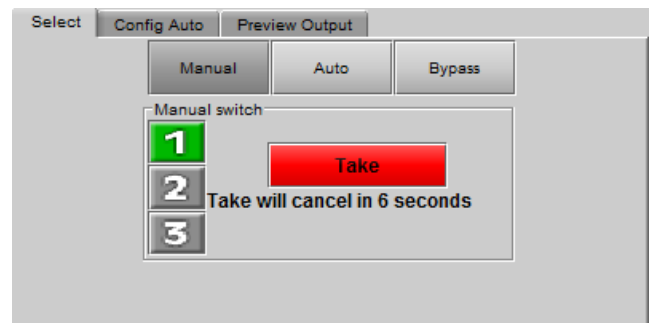 Select Config Auto Preview Output
Manual Auto Bypass
Manual switch
1
Take
2
Take will cancel in 6 seconds
3